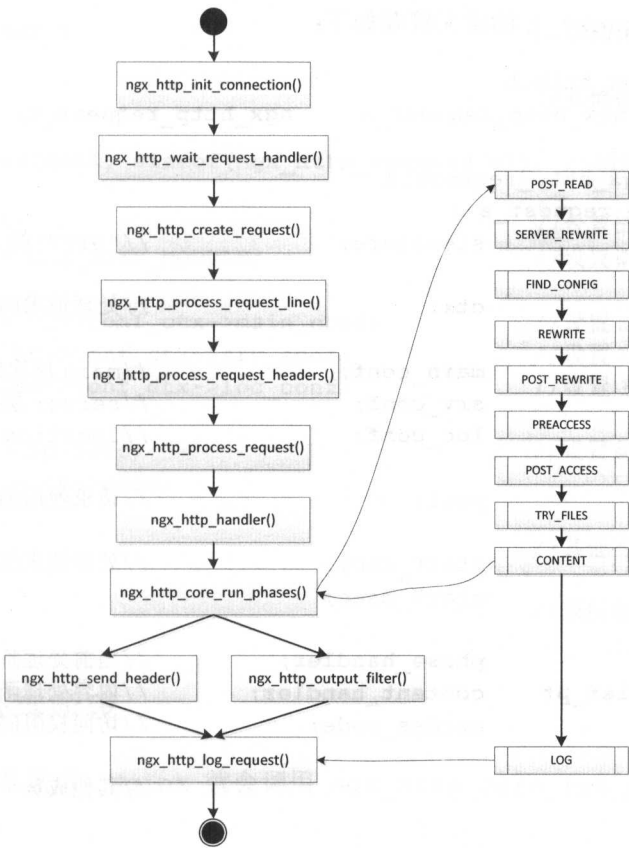 ngx_http_init_connection()
ngx_http_wait_request_handler()
ngx_http_create_request()
ngx_http_process_request_line()
ngx_http_process_request_headers()
ngx_http_process_request()
ngx_http_handler()
ngx_http_core_run_phases()
ngx_http_send_header()
ngx_http_output_filter()
ngx_http_log_request()
POST_READ
SERVER_REWRITE
FIND_CONFIG
REWRITE
POST_REWRITE
PREACCESS
POST_ACCESS
TRY_FILES
CONTENT
LOG